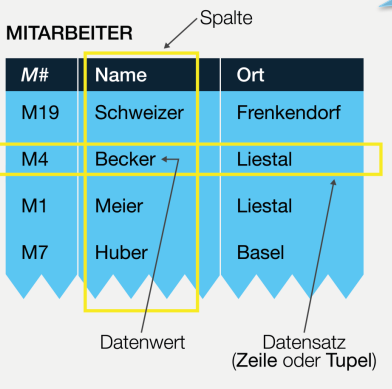 Spalte
MITARBEITER
M# Name Ort
M19 Schweizer Frenkendorf
M4 Becker Liestal
M1 Meier Liestal
M7 Huber Basel
Datenwert Datensatz
(Zeile oder Tupel)